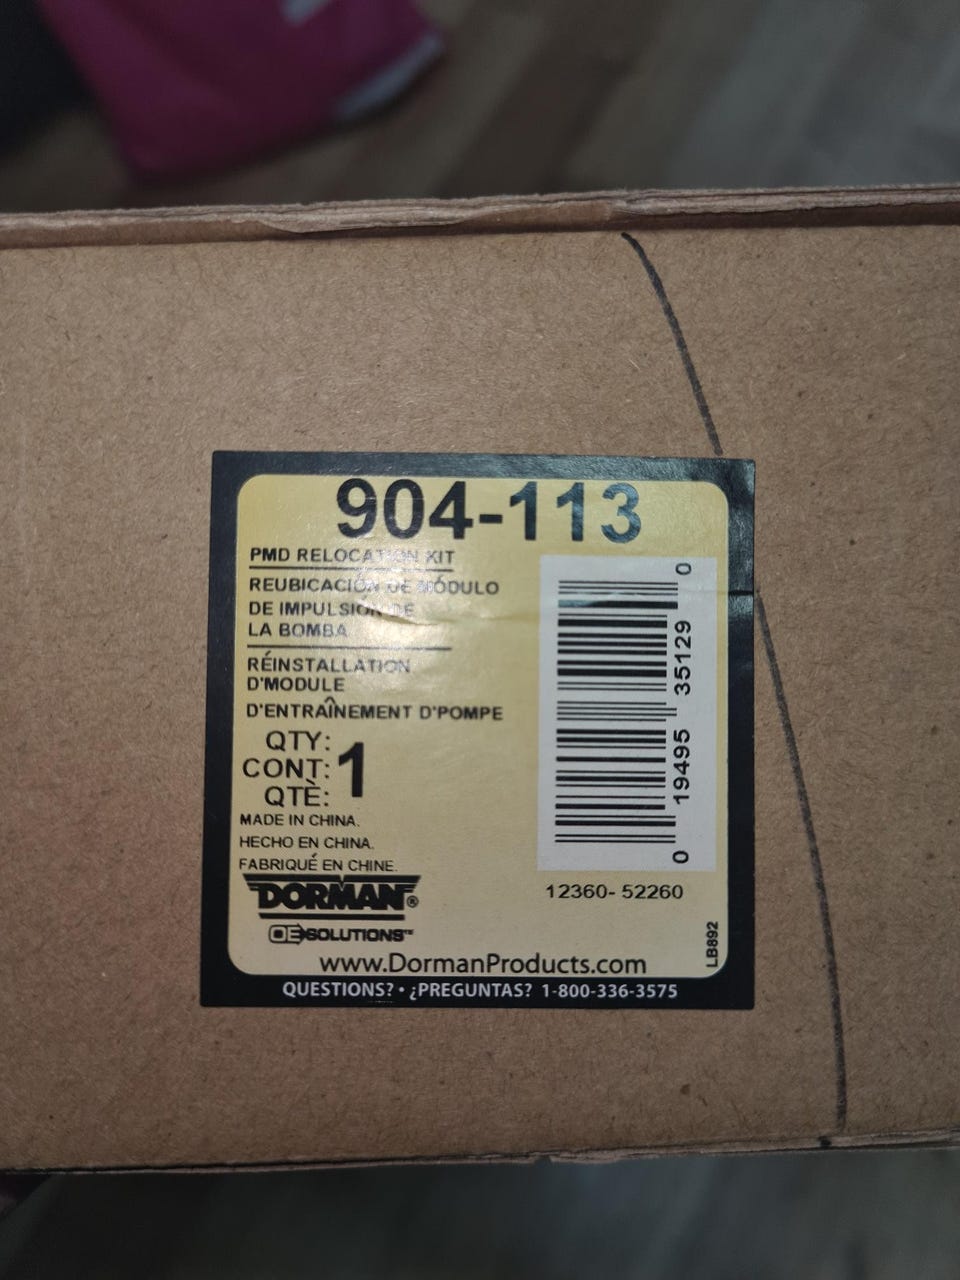 904-113
PMD RELOCATION KIT
REUBICACIÓN DE MÓDULO
DE IMPULSIÓN DE
LA BOMBA
RÉINSTALLATION
D'MODULE
D'ENTRAÎNEMENT D'POMPE
QTY:
CONT: 1
QTÈ:
MADE IN CHINA.
HECHO EN CHINA.
FABRIQUÉ EN CHINE.
DORMAN®
OE SOLUTIONS™
0 19495 35129 0
12360- 52260
LB892
www.DormanProducts.com
QUESTIONS? • ¿PREGUNTAS? 1-800-336-3575